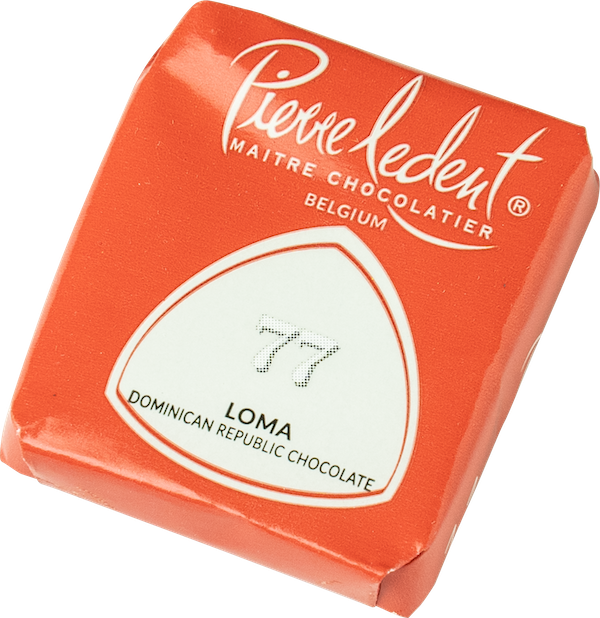 Pierre Ledent®
MAITRE CHOCOLATIER
BELGIUM
77
LOMA
DOMINICAN REPUBLIC CHOCOLATE